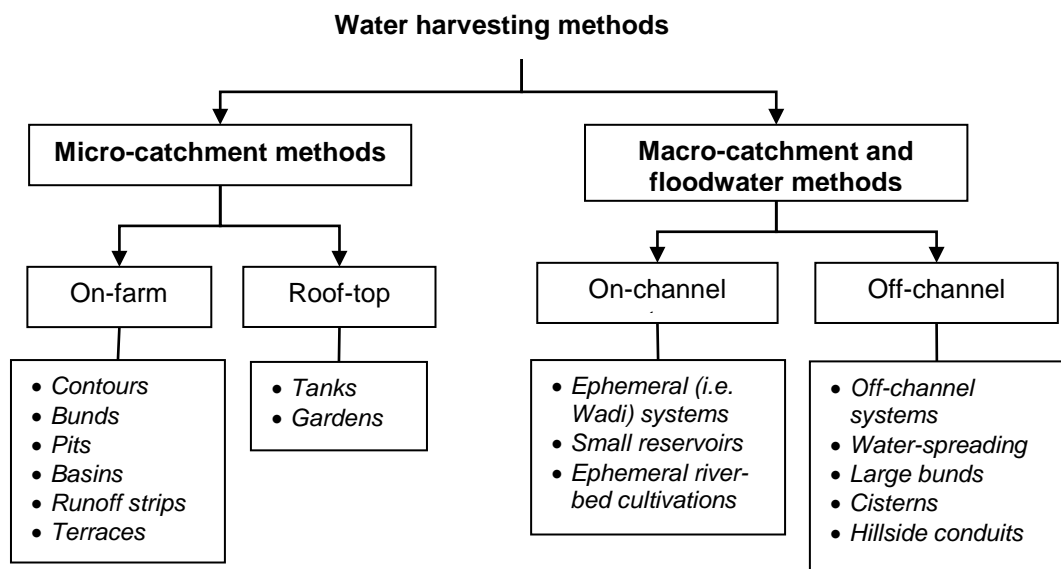 Water harvesting methods
Micro-catchment methods
Macro-catchment and
floodwater methods
On-farm
Roof-top
On-channel
Off-channel
• Contours
• Bunds
• Pits
• Basins
• Runoff strips
• Terraces
• Tanks
• Gardens
• Ephemeral (i.e.
Wadi) systems
• Small reservoirs
• Ephemeral river-
bed cultivations
• Off-channel
systems
• Water-spreading
• Large bunds
• Cisterns
• Hillside conduits